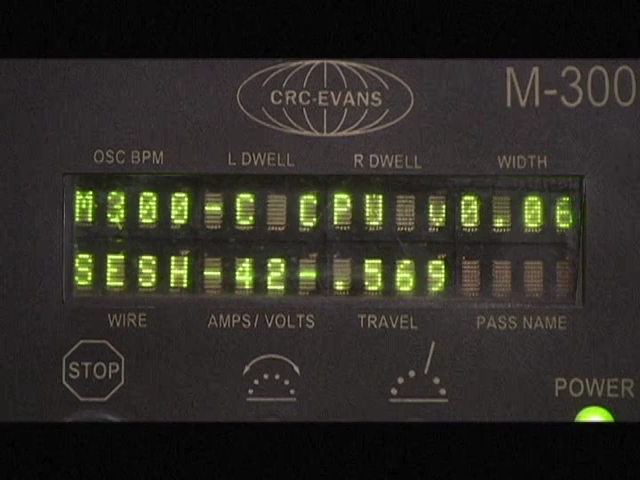 CRC-EVANS
M-300
OSC BPM L DWELL R DWELL WIDTH
M300-C CPU v0.06
SESH-42-.569
WIRE AMPS/VOLTS TRAVEL PASS NAME
STOP
POWER